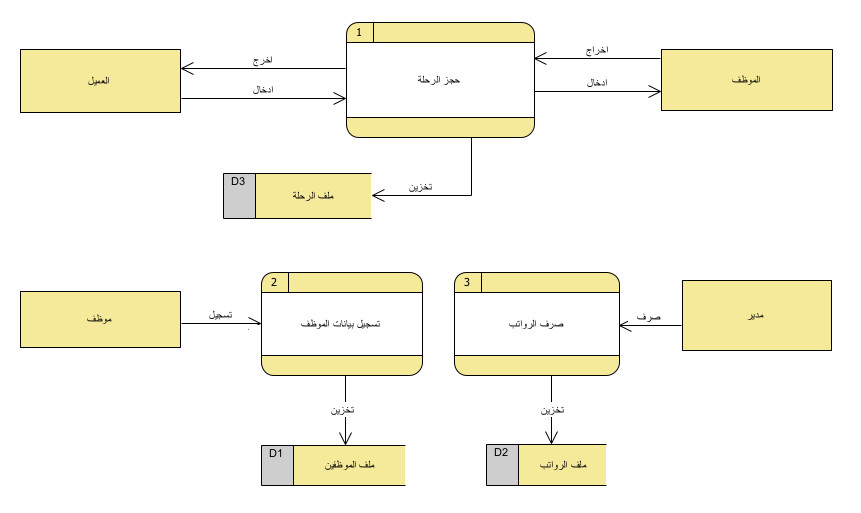 1
حجز الرحلة
العميل
اخرج
ادخال
اخراج
ادخال
الموظف
تخزين
D3
ملف الرحلة
موظف
تسجيل
2
تسجيل بيانات الموظف
3
صرف الرواتب
صرف
مدير
تخزين
تخزين
D1
ملف الموظفين
D2
ملف الرواتب